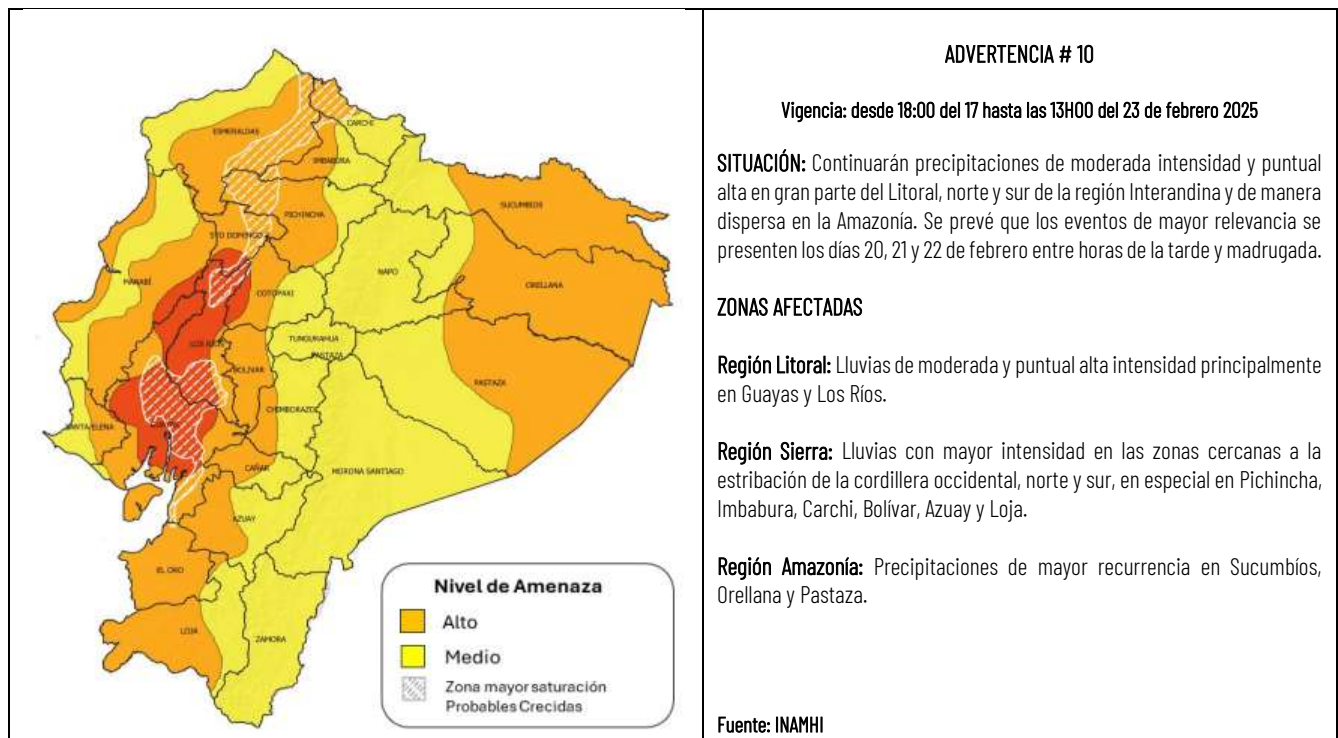 ESMERALDAS
CARCHI
IMBABURA
SUCUMBIOS
PICHINCHA
STO DOMINGO
NAPO
MANABÍ
COTOPAXI
ORELLANA
LOS RIOS
TUNGURAHUA
PASTAZA
BOLIVAR
PASTAZA
CHIMBORAZO
SANTA ELENA
CAÑAR
MORONA SANTIAGO
AZUAY
EL ORO
LOJA
ZAMORA
Nivel de Amenaza
Alto
Medio
Zona mayor saturación
Probables Crecidas
ADVERTENCIA # 10
Vigencia: desde 18:00 del 17 hasta las 13H00 del 23 de febrero 2025
SITUACIÓN: Continuarán precipitaciones de moderada intensidad y puntual
alta en gran parte del Litoral, norte y sur de la región Interandina y de manera
dispersa en la Amazonía. Se prevé que los eventos de mayor relevancia se
presenten los días 20, 21 y 22 de febrero entre horas de la tarde y madrugada.
ZONAS AFECTADAS
Región Litoral: Lluvias de moderada y puntual alta intensidad principalmente
en Guayas y Los Ríos.
Región Sierra: Lluvias con mayor intensidad en las zonas cercanas a la
estribación de la cordillera occidental, norte y sur, en especial en Pichincha,
Imbabura, Carchi, Bolívar, Azuay y Loja.
Región Amazonía: Precipitaciones de mayor recurrencia en Sucumbíos,
Orellana y Pastaza.
Fuente: INAMHI